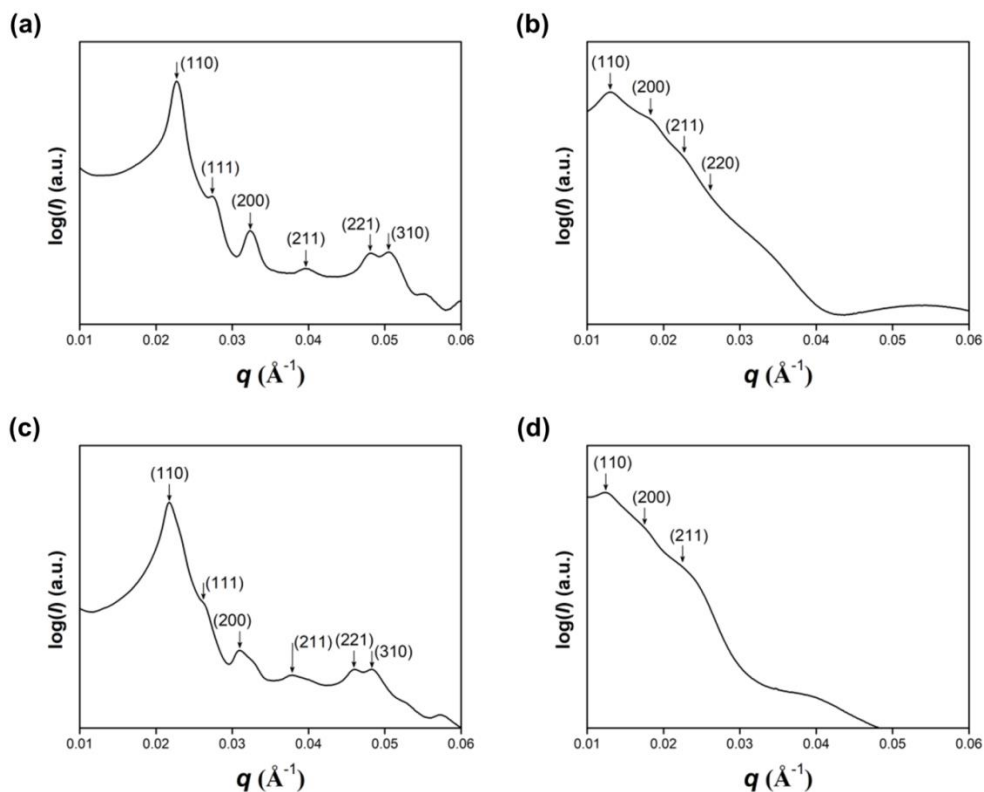 (a)
(110)
(111)
(200)
(211)
(221)
(310)
log(I) (a.u.)
0.01 0.02 0.03 0.04 0.05 0.06
q (Å⁻¹)
(b)
(110)
(200)
(211)
(220)
log(I) (a.u.)
0.01 0.02 0.03 0.04 0.05 0.06
q (Å⁻¹)
(c)
(110)
(111)
(200)
(211)
(221)
(310)
log(I) (a.u.)
0.01 0.02 0.03 0.04 0.05 0.06
q (Å⁻¹)
(d)
(110)
(200)
(211)
log(I) (a.u.)
0.01 0.02 0.03 0.04 0.05 0.06
q (Å⁻¹)